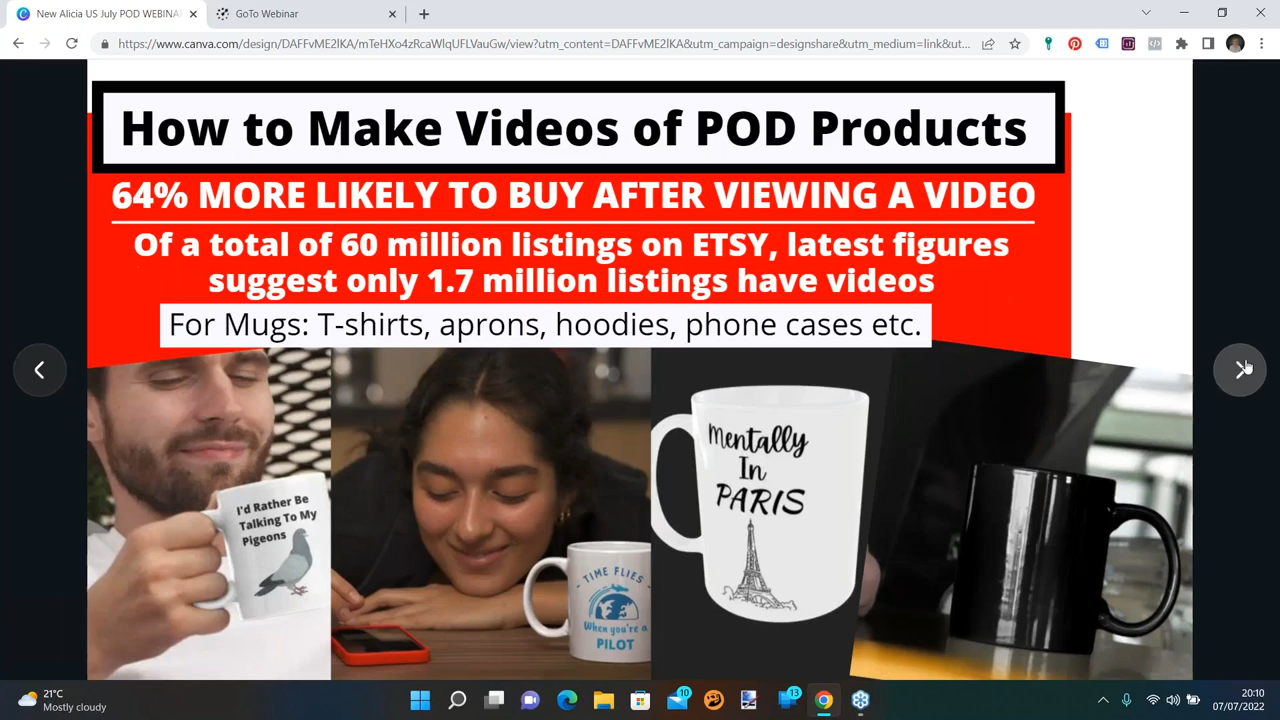 New Alicia US July POD WEBINA
GoTo Webinar
https://www.canva.com/design/DAFfvME2lKA/mTeHXo4zRaoWlqtFLVauGw/view?utm_content=DAFFvME2lKA&utm_campaign=designshare&utm_medium=link&ut...
How to Make Videos of POD Products
64% MORE LIKELY TO BUY AFTER VIEWING A VIDEO
Of a total of 60 million listings on ETSY, latest figures
suggest only 1.7 million listings have videos
For Mugs: T-shirts, aprons, hoodies, phone cases etc.
I'd Rather Be
Talking To My
Pigeons
TIME FLIES
When you're a
PILOT
Mentally
In
PARIS
21°C
Mostly cloudy
10
13
20:10
07/07/2022